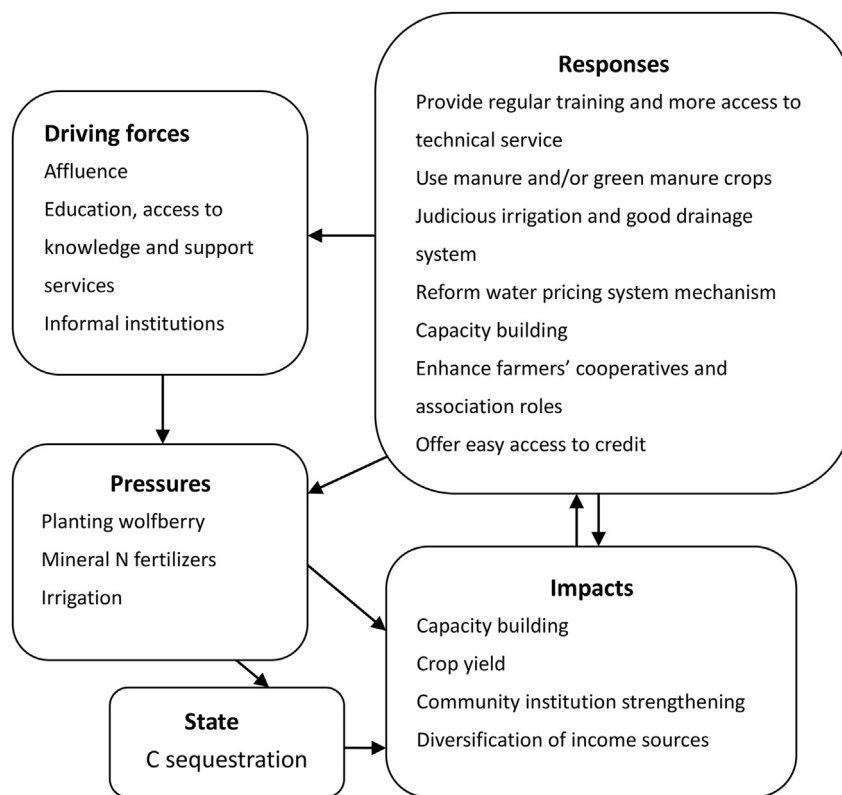 Driving forces
Affluence
Education, access to
knowledge and support
services
Informal institutions
Responses
Provide regular training and more access to
technical service
Use manure and/or green manure crops
Judicious irrigation and good drainage
system
Reform water pricing system mechanism
Capacity building
Enhance farmers’ cooperatives and
association roles
Offer easy access to credit
Pressures
Planting wolfberry
Mineral N fertilizers
Irrigation
State
C sequestration
Impacts
Capacity building
Crop yield
Community institution strengthening
Diversification of income sources